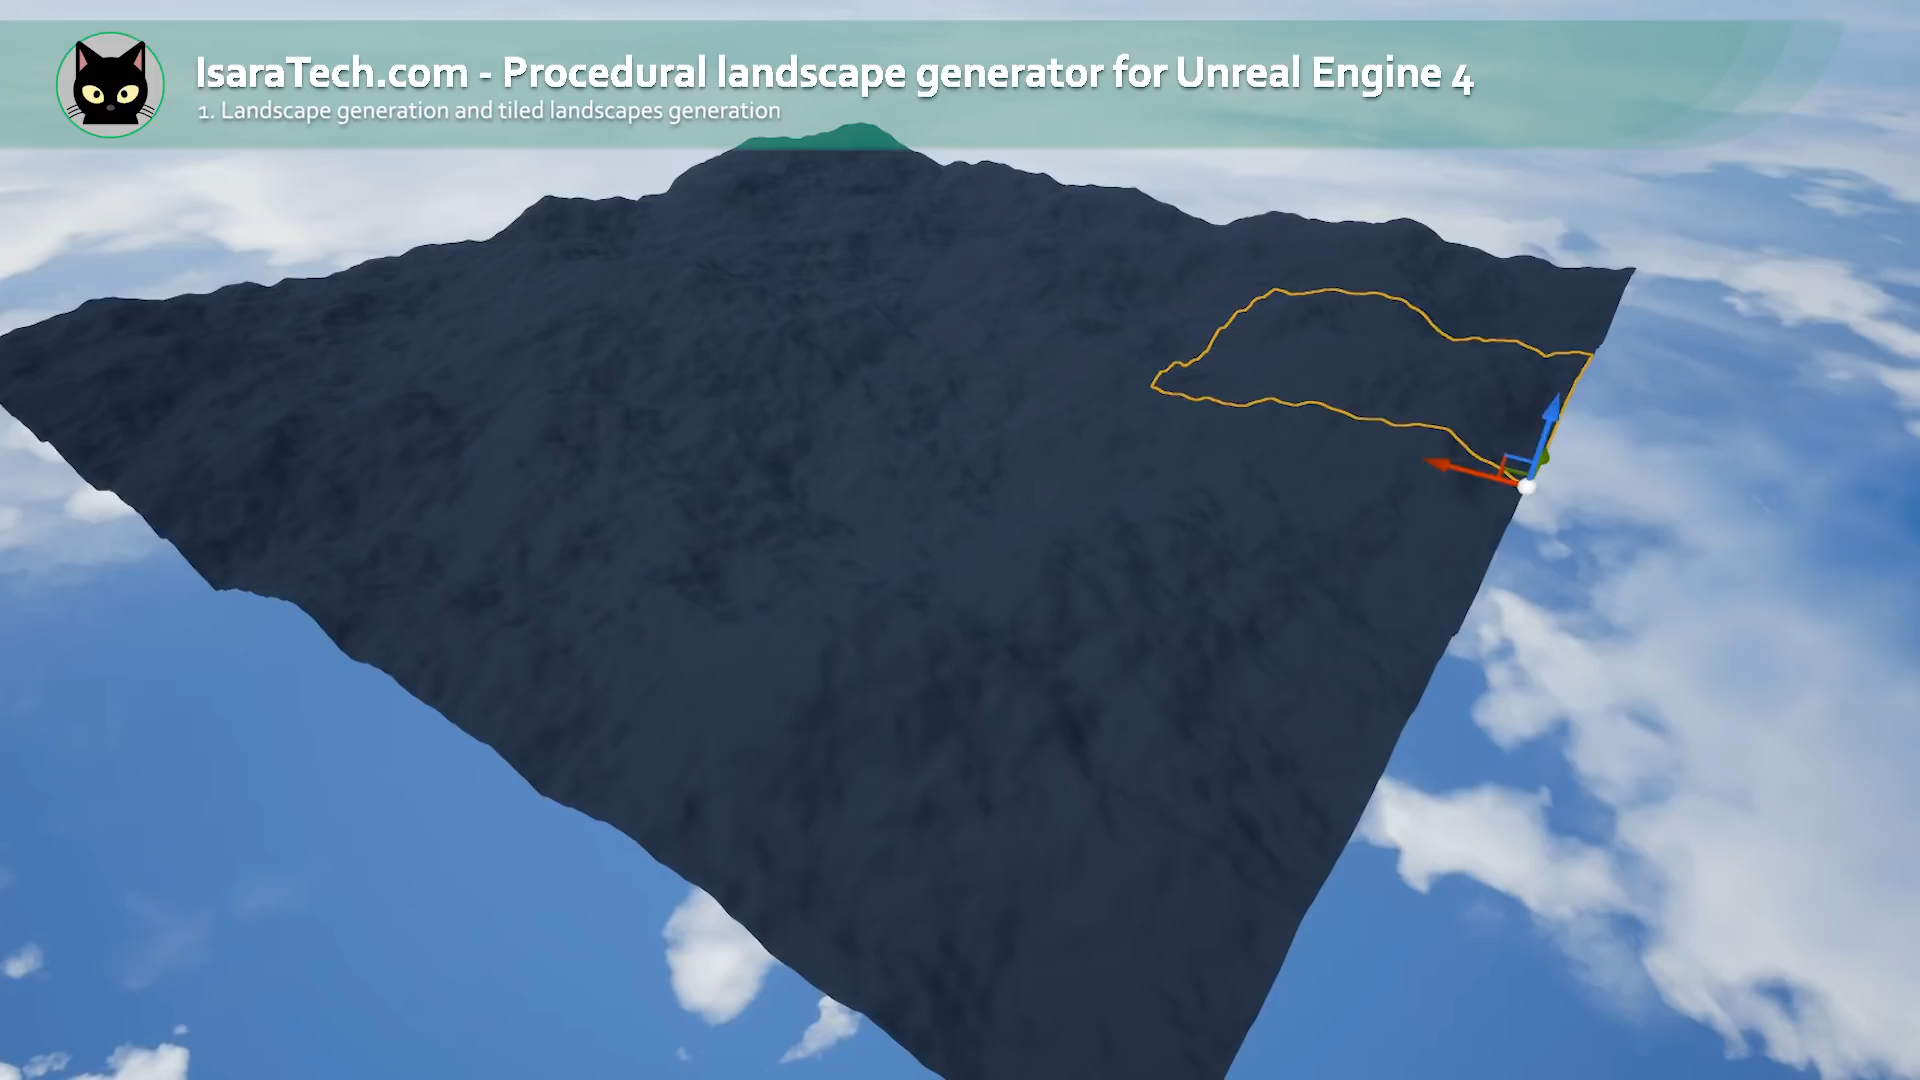 IsaraTech.com - Procedural landscape generator for Unreal Engine 4
1. Landscape generation and tiled landscapes generation